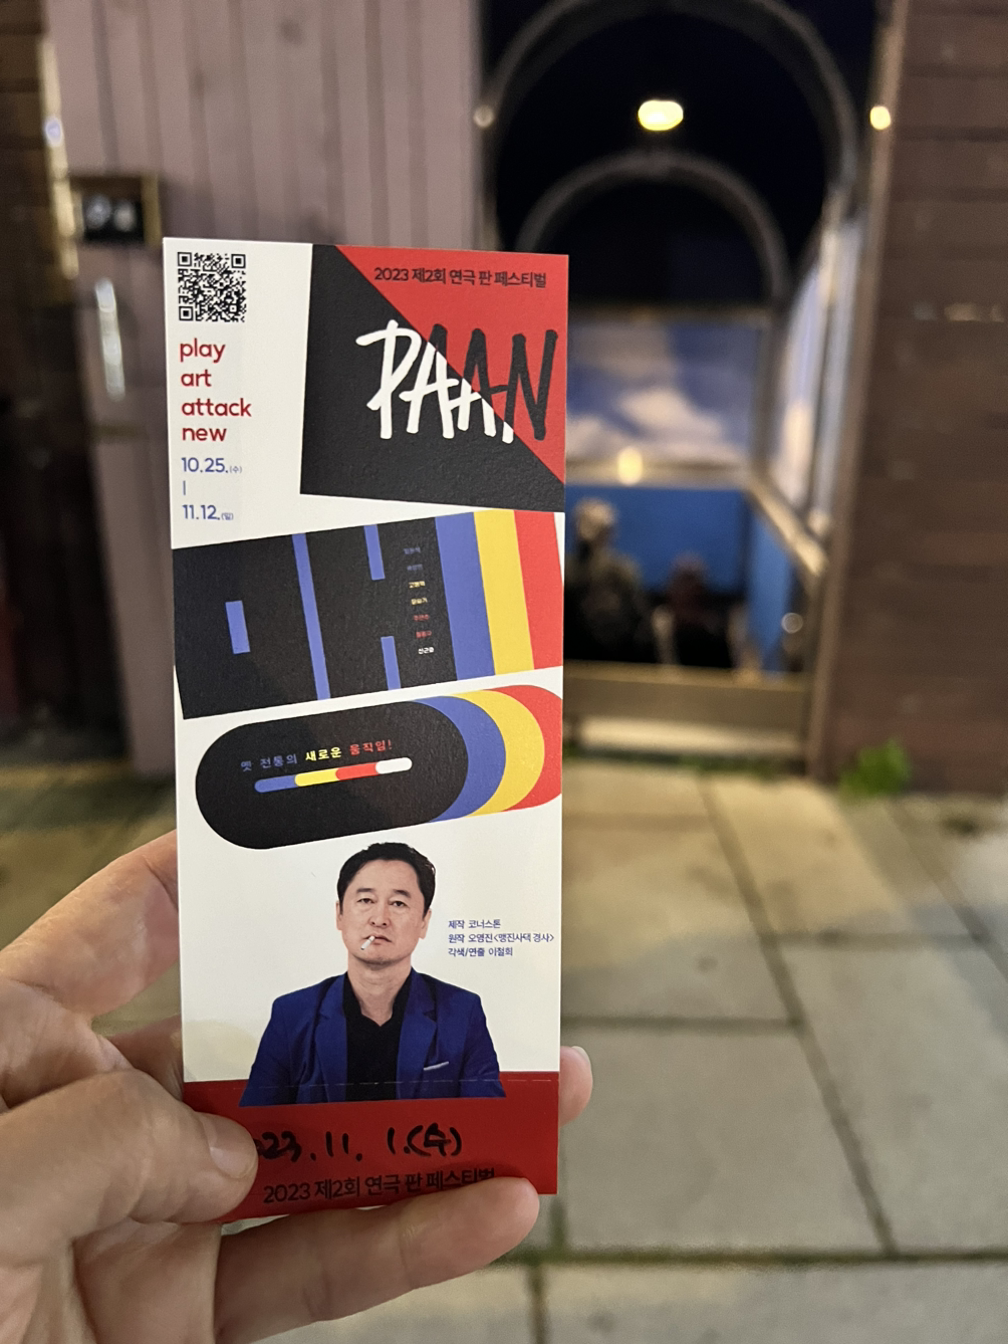 2023 제2회 연극 판 페스티벌
PAAN
play
art
attack
new
10.25.(수)
|
11.12.(일)
맹
옛 전통의 새로운 움직임!
제작 코너스톤
원작 오영진<맹진사댁 경사>
각색/연출 이철희
23.11. 1.(수)
2023 제2회 연극 판 페스티벌